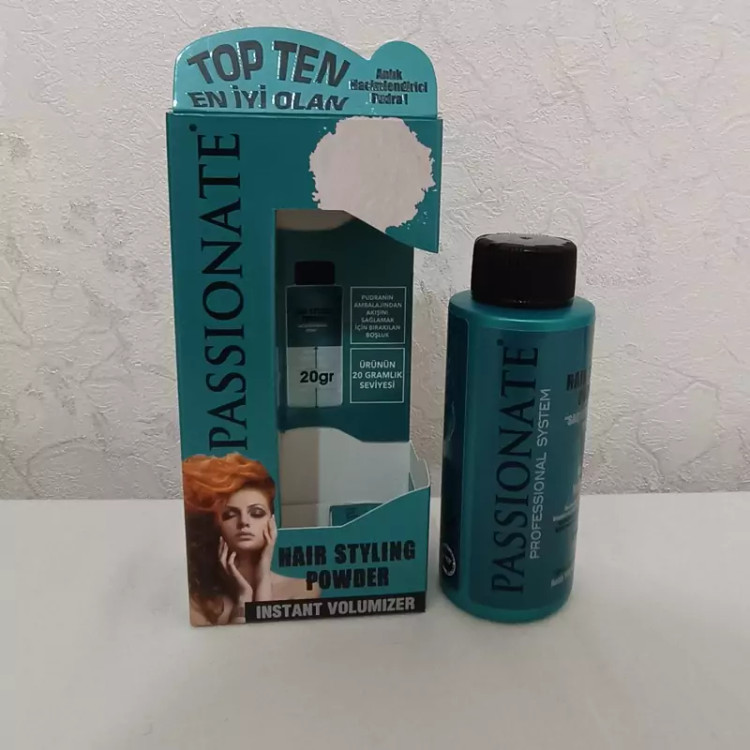 TOP TEN
EN İYİ OLAN
Anlık
Hacimlendirici
Pudra!
PASSIONATE
PUDRANIN
AMBALAJINDAN
AKIŞINI
SAĞLAMAK
İÇİN BIRAKILAN
BOŞLUK
20gr
ÜRÜNÜN
20 GRAMLIK
SEVİYESİ
HAIR STYLING
POWDER
INSTANT VOLUMIZER
PASSIONATE
PROFESSIONAL SYSTEM